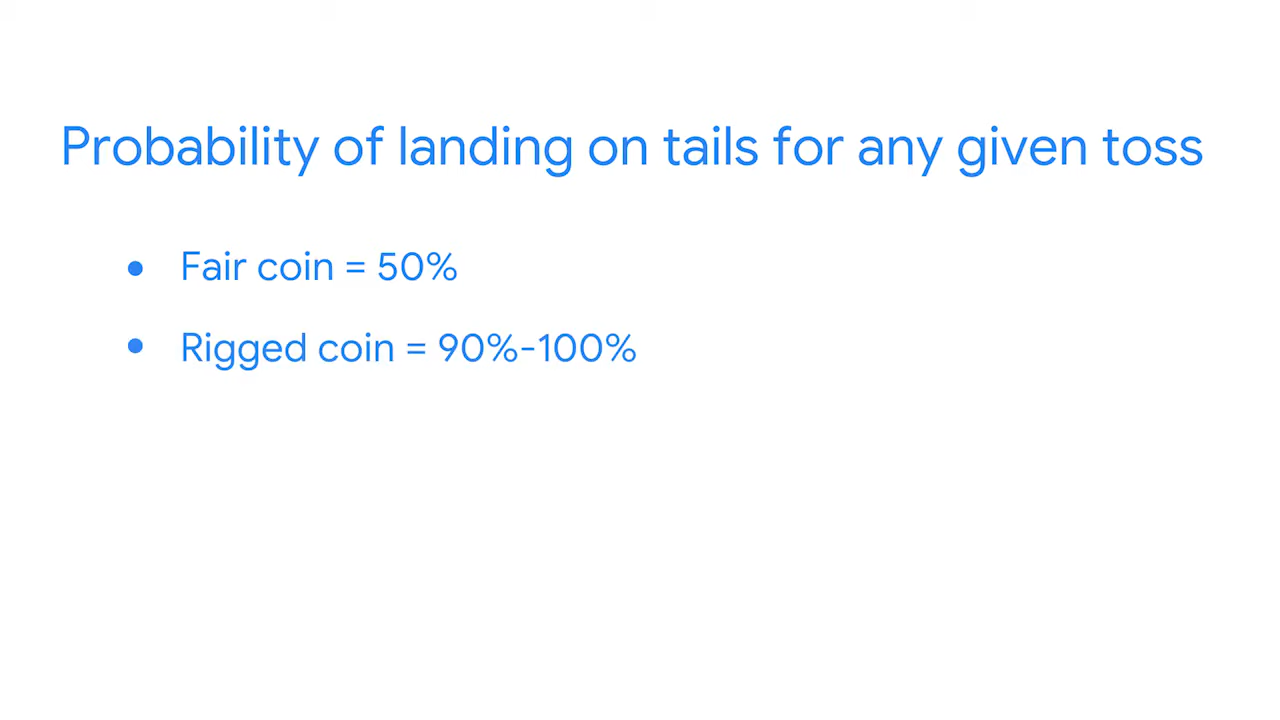 Probability of landing on tails for any given toss
• Fair coin = 50%
• Rigged coin = 90%-100%